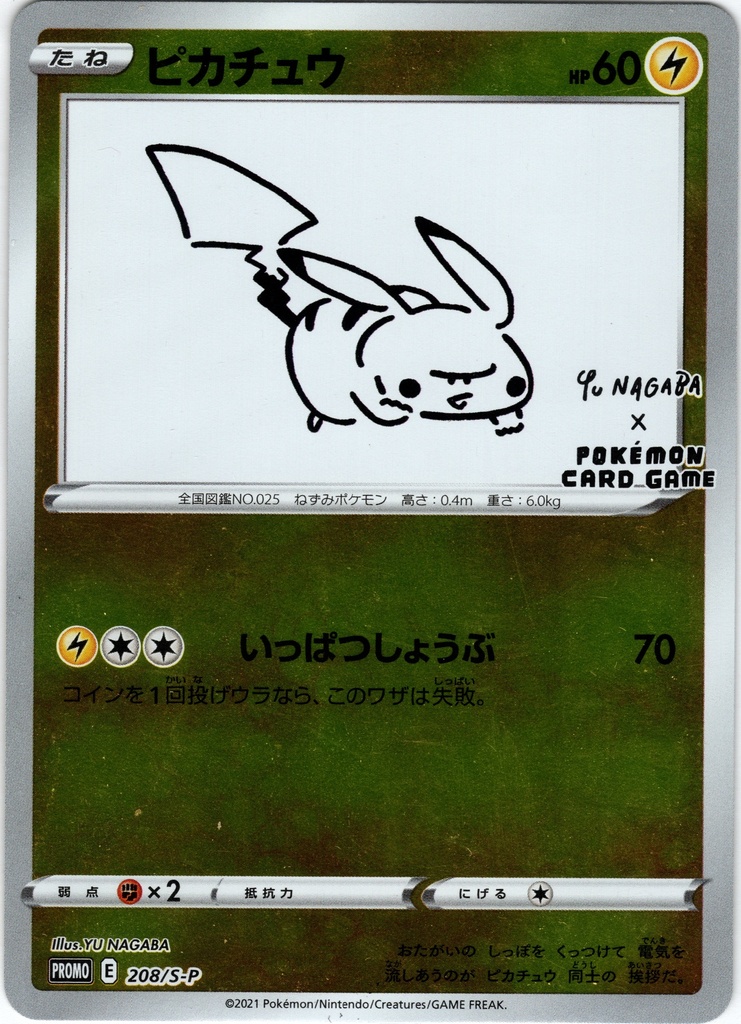 たね ピカチュウ HP60
Yu NAGABA
×
POKÉMON
CARD GAME
全国図鑑NO.025 ねずみポケモン 高さ：0.4m 重さ：6.0kg
いっぱつしょうぶ 70
コインを1回投げウラなら、このワザは失敗。
弱点 ×2 抵抗力 にげる
Illus.YU NAGABA
PROMO E 208/S-P
おたがいの しっぽを くっつけて 電気を
流しあうのが ピカチュウ 同士の 挨拶だ。
©2021 Pokémon/Nintendo/Creatures/GAME FREAK.